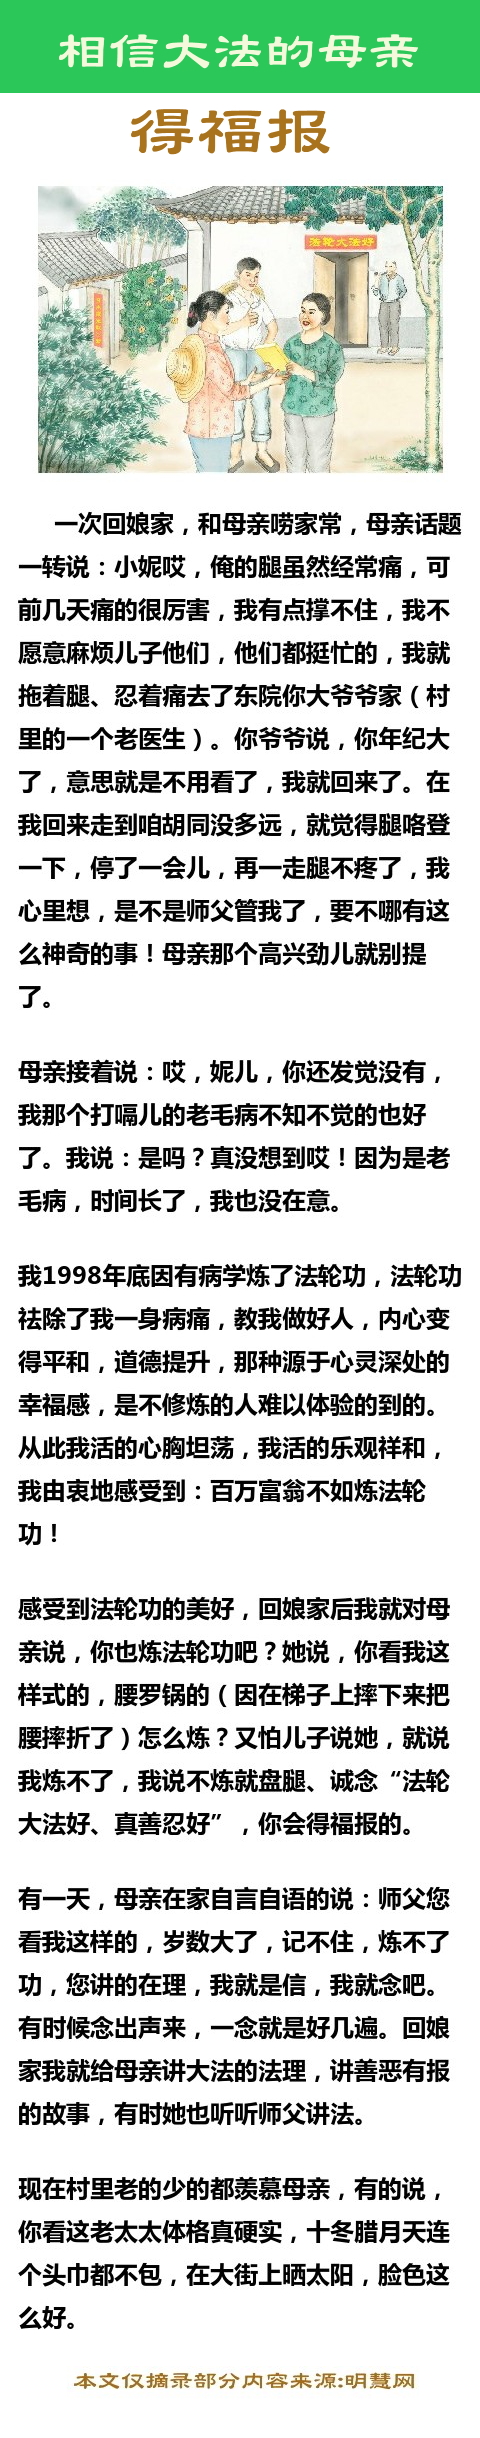 相信大法的母亲
得福报
法轮大法好
一次回娘家，和母亲唠家常，母亲话题
一转说：小妮哎，俺的腿虽然经常痛，可
前几天痛的很厉害，我有点撑不住，我不
愿意麻烦儿子他们，他们都挺忙的，我就
拖着腿、忍着痛去了东院你大爷爷家（村
里的一个老医生）。你爷爷说，你年纪大
了，意思就是不用看了，我就回来了。在
我回来走到咱胡同没多远，就觉得腿咯登
一下，停了一会儿，再一走腿不疼了，我
心里想，是不是师父管我了，要不哪有这
么神奇的事！母亲那个高兴劲儿就别提
了。
母亲接着说：哎，妮儿，你还发觉没有，
我那个打嗝儿的老毛病不知不觉的也好
了。我说：是吗？真没想到哎！因为是老
毛病，时间长了，我也没在意。
我1998年底因有病学炼了法轮功，法轮功
祛除了我一身病痛，教我做好人，内心变
得平和，道德提升，那种源于心灵深处的
幸福感，是不修炼的人难以体验的到的。
从此我活的心胸坦荡，我活的乐观祥和，
我由衷地感受到：百万富翁不如炼法轮
功！
感受到法轮功的美好，回娘家后我就对母
亲说，你也炼法轮功吧？她说，你看我这
样式的，腰罗锅的（因在梯子上摔下来把
腰摔折了）怎么炼？又怕儿子说她，就说
我炼不了，我说不炼就盘腿、诚念“法轮
大法好、真善忍好”，你会得福报的。
有一天，母亲在家自言自语的说：师父您
看我这样的，岁数大了，记不住，炼不了
功，您讲的在理，我就是信，我就念吧。
有时候念出声来，一念就是好几遍。回娘
家我就给母亲讲大法的法理，讲善恶有报
的故事，有时她也听听师父讲法。
现在村里老的少的都羡慕母亲，有的说，
你看这老太太体格真硬实，十冬腊月天连
个头巾都不包，在大街上晒太阳，脸色这
么好。
本文仅摘录部分内容来源:明慧网